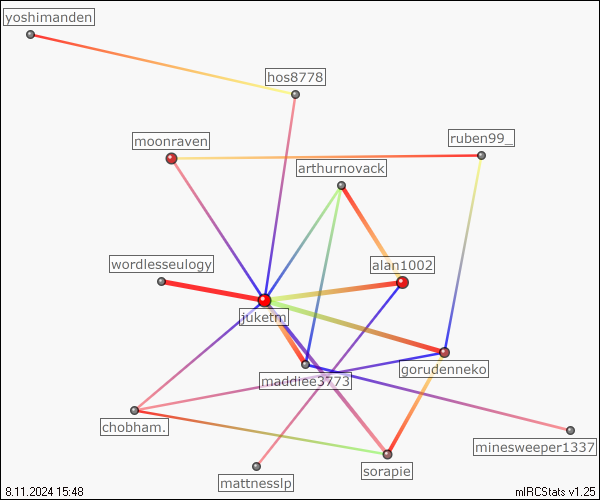 yoshimanden
hos8778
moonraven
ruben99_
arthurnovack
wordlesseulogy
alan1002
juketm
gorudenneko
maddiee3773
chobham.
minesweeper1337
sorapie
mattnesslp
8.11.2024 15:48
mIRCStats v1.25